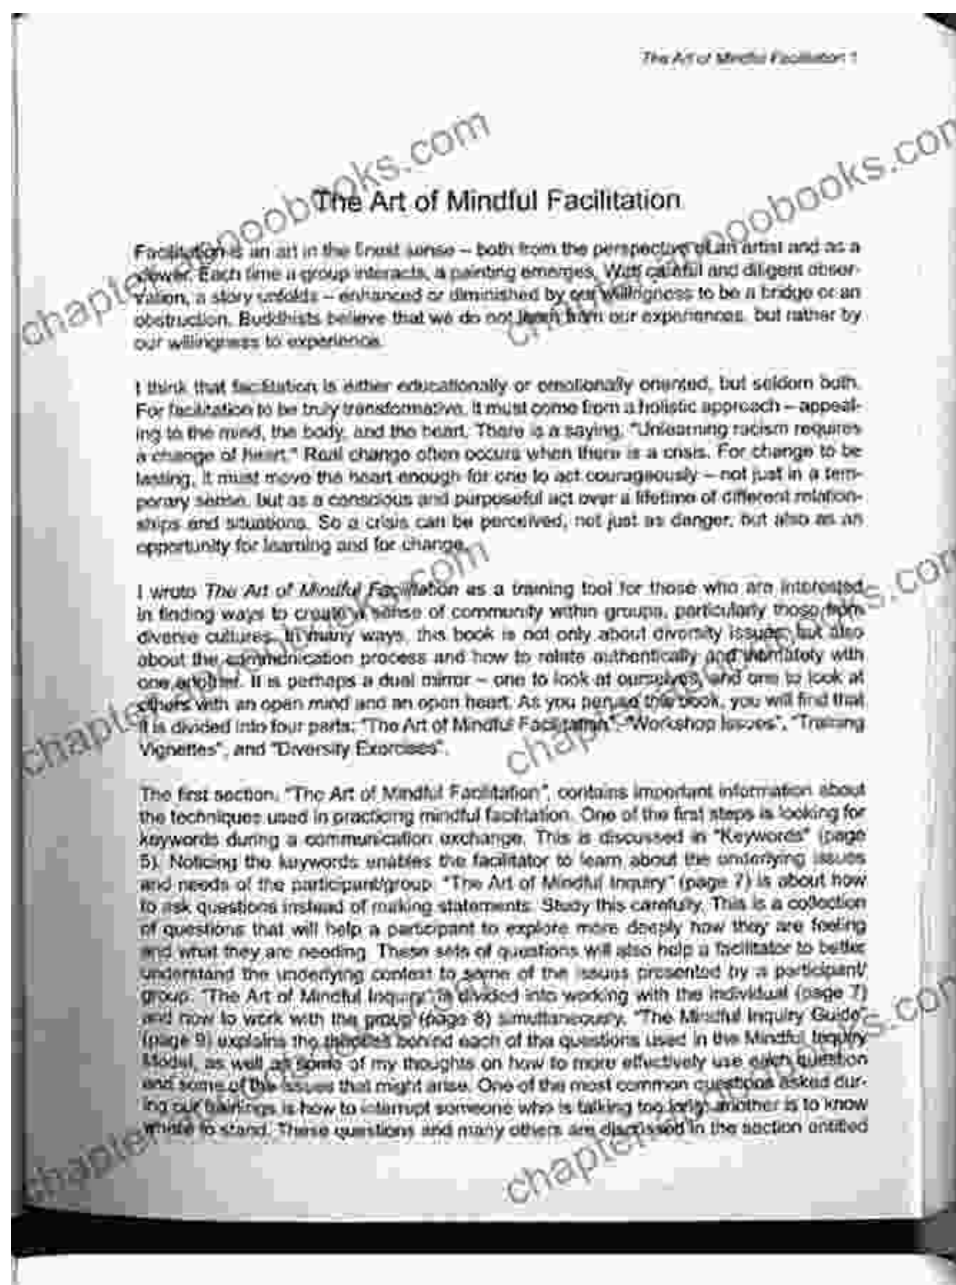 The Art of Mindful Facilitation 1
The Art of Mindful Facilitation
Facilitation is an art in the finest sense – both from the perspective of an artist and as a
viewer. Each time a group interacts, a painting emerges. With careful and diligent obser-
vation, a story unfolds – enhanced or diminished by our willingness to be a bridge or an
obstruction. Buddhists believe that we do not learn from our experiences, but rather by
our willingness to experience.
I think that facilitation is either educationally or emotionally oriented, but seldom both.
For facilitation to be truly transformative, it must come from a holistic approach – appeal-
ing to the mind, the body, and the heart. There is a saying, "Unlearning racism requires
a change of heart." Real change often occurs when there is a crisis. For change to be
lasting, it must move the heart enough for one to act courageously – not just in a tem-
porary sense, but as a conscious and purposeful act over a lifetime of different relation-
ships and situations. So a crisis can be perceived, not just as danger, but also as an
opportunity for learning and for change.
I wrote The Art of Mindful Facilitation as a training tool for those who are interested
in finding ways to create a sense of community within groups, particularly those from
diverse cultures. In many ways, this book is not only about diversity issues, but also
about the communication process and how to relate authentically and intimately with
one another. It is perhaps a dual mirror – one to look at ourselves, and one to look at
others with an open mind and an open heart. As you peruse this book, you will find that
it is divided into four parts: "The Art of Mindful Facilitation", "Workshop Issues", "Training
Vignettes", and "Diversity Exercises".
The first section, "The Art of Mindful Facilitation", contains important information about
the techniques used in practicing mindful facilitation. One of the first steps is looking for
keywords during a communication exchange. This is discussed in "Keywords" (page
5). Noticing the keywords enables the facilitator to learn about the underlying issues
and needs of the participant/group. "The Art of Mindful Inquiry" (page 7) is about how
to ask questions instead of making statements. Study this carefully. This is a collection
of questions that will help a participant to explore more deeply how they are feeling
and what they are needing. These sets of questions will also help a facilitator to better
understand the underlying context to some of the issues presented by a participant/
group. "The Art of Mindful Inquiry" is divided into working with the individual (page 7)
and how to work with the group (page 8) simultaneously. "The Mindful Inquiry Guide"
(page 9) explains the theories behind each of the questions used in the Mindful Inquiry
Model, as well as some of my thoughts on how to more effectively use each question
and some of the issues that might arise. One of the most common questions asked dur-
ing our trainings is how to interrupt someone who is talking too long; another is to know
where to stand. These questions and many others are discussed in the section entitled
chapter.enoobooks.com
chapter.enoobooks.com
chapter.enoobooks.com
chapter.enoobooks.com